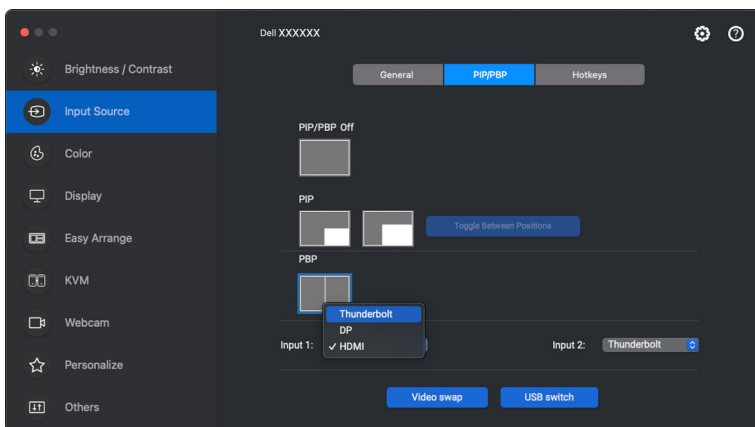 Dell XXXXXX
Brightness / Contrast
Input Source
Color
Display
Easy Arrange
KVM
Webcam
Personalize
Others
General PIP/PBP Hotkeys
PIP/PBP Off
PIP
Toggle Between Positions
PBP
Thunderbolt
DP
✓ HDMI
Input 1:
Input 2: Thunderbolt
Video swap USB switch